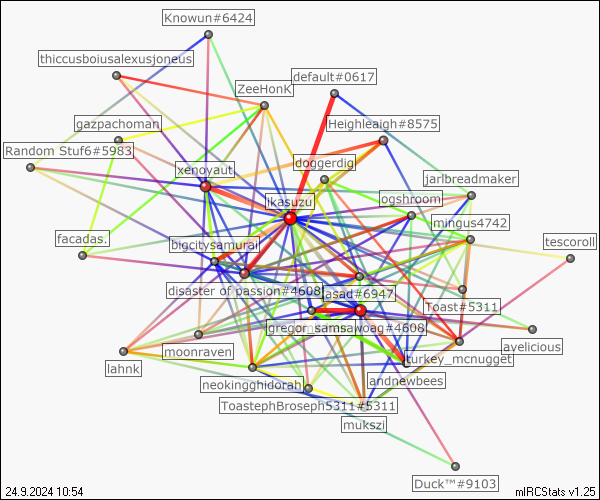 Knowun#6424
thiccusboiusalexusjoneus
default#0617
ZeeHonK
gazpachoman
Heighleaigh#8575
Random Stuf6#5983
doggerdig
xenoyauti
jarlbreadmaker
ogshroom
likasuzu
mingus4742
facadas.
bigcitysamurai
tescoroll
disaster of passion#4608
asad#6947
Toast#5311
gregor_samsawoag#4608
avelicious
moonraven
turkey_mcnugget
lahnk
neokingghidorah
andnewbees
ToastephBroseph5311#5311
mukszi
Duck™#9103
24.9.2024 10:54
mIRCStats v1.25